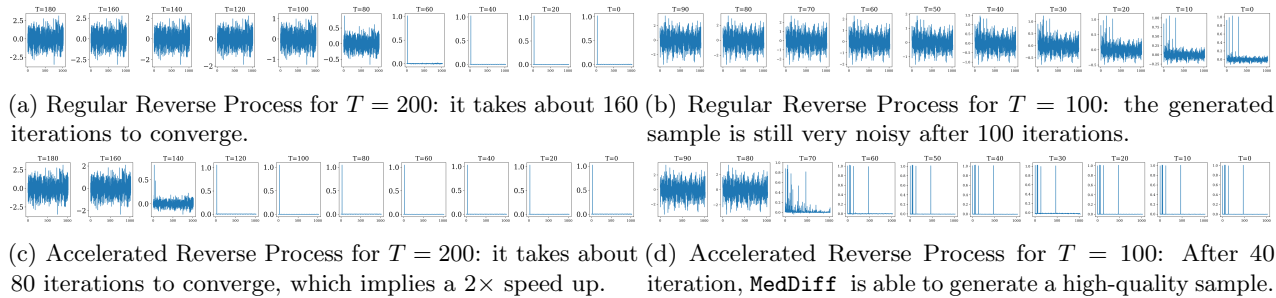 T=180 T=160 T=140 T=120 T=100 T=80 T=60 T=40 T=20 T=0
(a) Regular Reverse Process for T = 200: it takes about 160
iterations to converge.
T=90 T=80 T=70 T=60 T=50 T=40 T=30 T=20 T=10 T=0
(b) Regular Reverse Process for T = 100: the generated
sample is still very noisy after 100 iterations.
T=180 T=160 T=140 T=120 T=100 T=80 T=60 T=40 T=20 T=0
(c) Accelerated Reverse Process for T = 200: it takes about
80 iterations to converge, which implies a 2× speed up.
T=90 T=80 T=70 T=60 T=50 T=40 T=30 T=20 T=10 T=0
(d) Accelerated Reverse Process for T = 100: After 40
iteration, MedDiff is able to generate a high-quality sample.